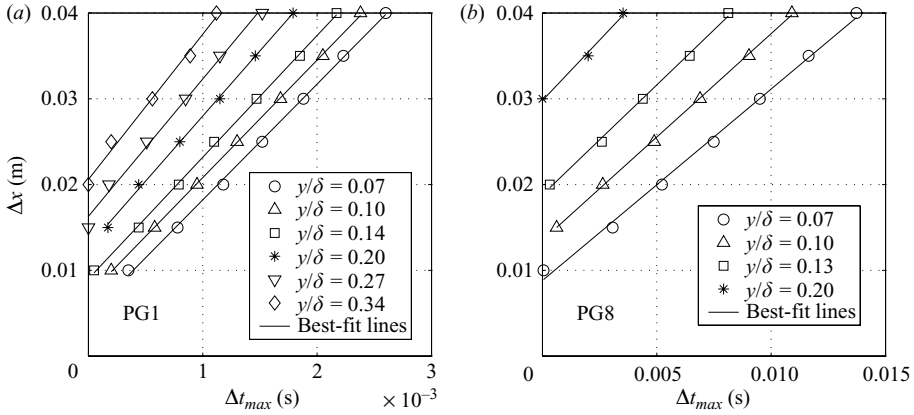 (a)
0.04
0.03
0.02
0.01
0
1
2
3
× 10⁻³
Δx (m)
Δt_max (s)
PG1
y/δ = 0.07
y/δ = 0.10
y/δ = 0.14
y/δ = 0.20
y/δ = 0.27
y/δ = 0.34
Best-fit lines
(b)
0.04
0.03
0.02
0.01
0
0.005
0.010
0.015
Δt_max (s)
PG8
y/δ = 0.07
y/δ = 0.10
y/δ = 0.13
y/δ = 0.20
Best-fit lines